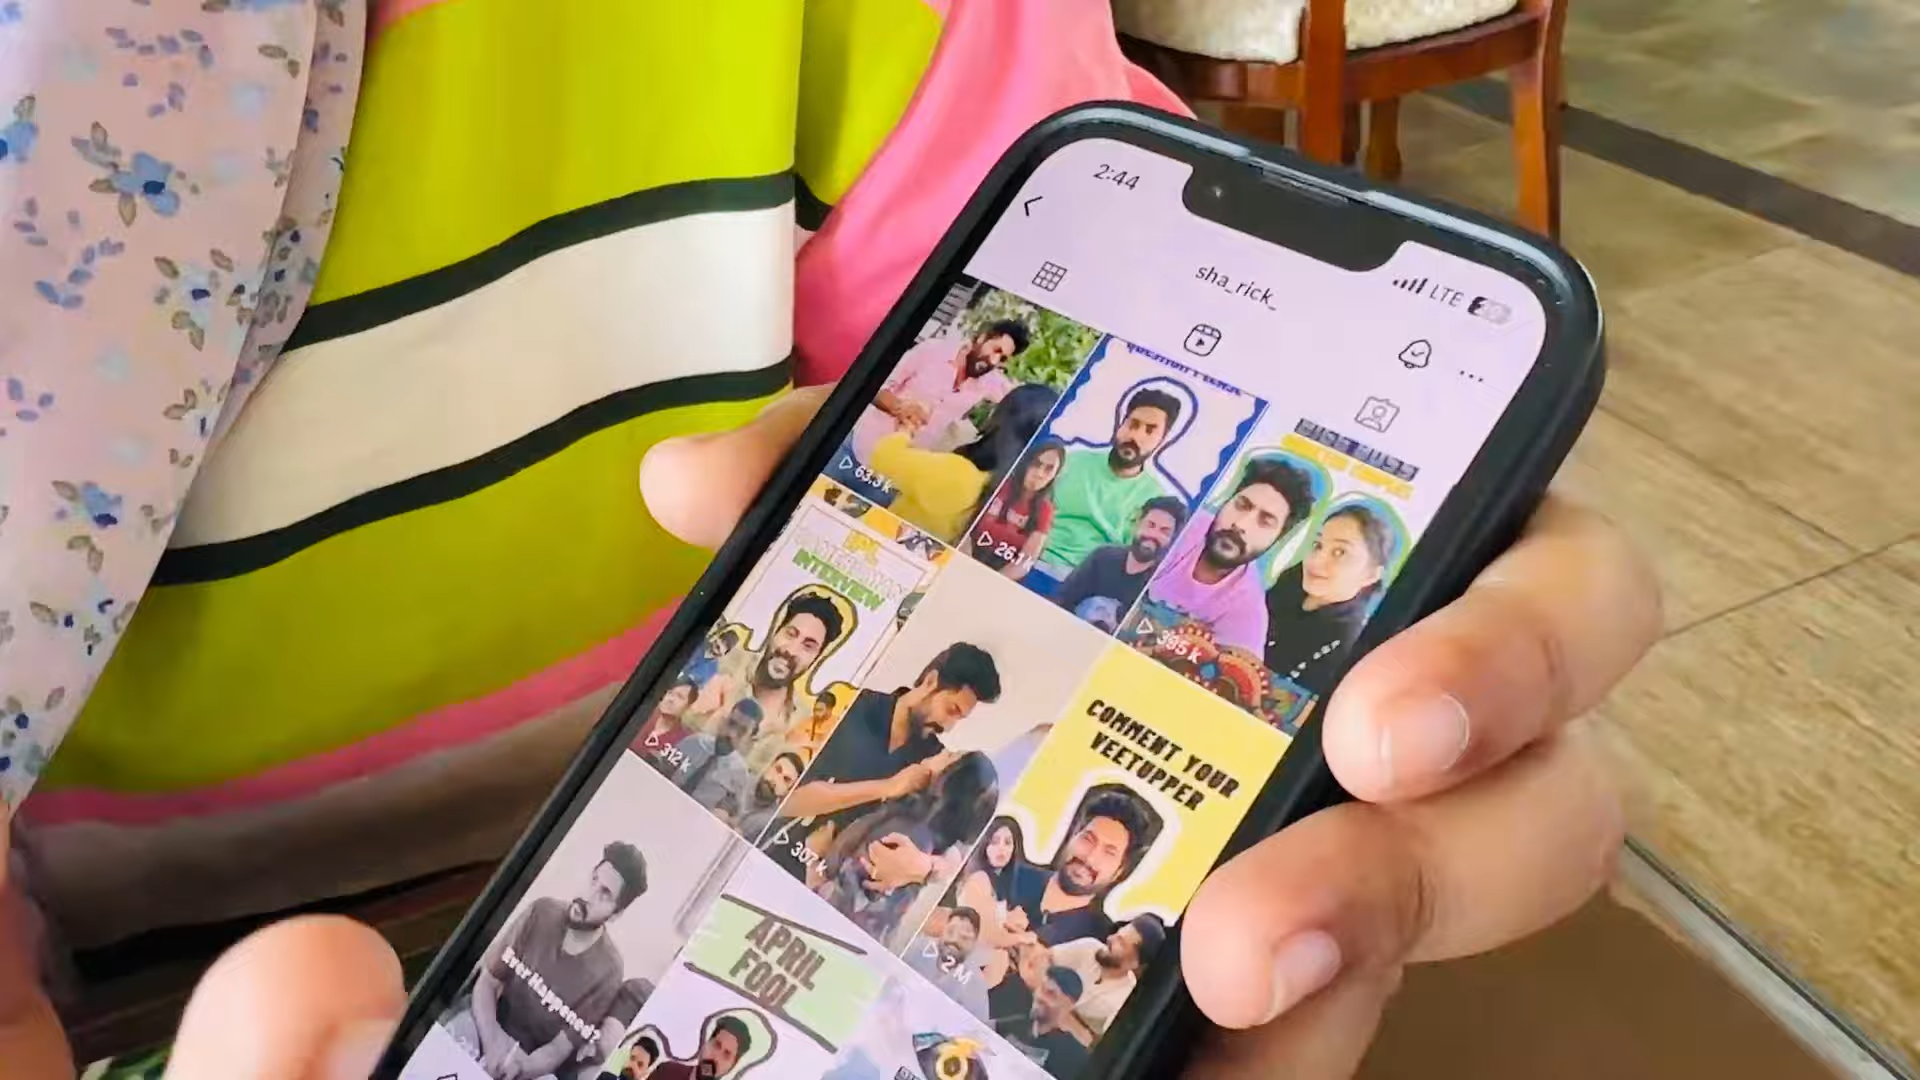 2:44
LTE
sha_rick_
63.3k
26.1k
395k
INTERVIEW
312k
307k
COMMENT YOUR
VEETUPPER
2M
Ever Happened?
APRIL
FOOL